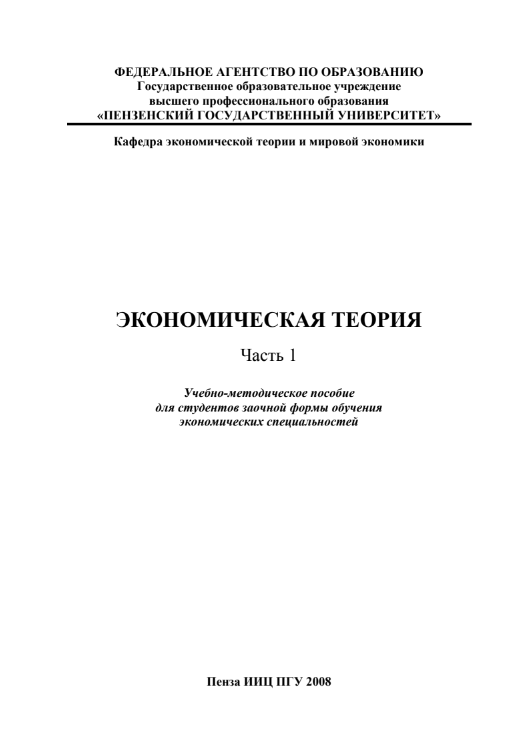 ФЕДЕРАЛЬНОЕ АГЕНТСТВО ПО ОБРАЗОВАНИЮ
Государственное образовательное учреждение
высшего профессионального образования
«ПЕНЗЕНСКИЙ ГОСУДАРСТВЕННЫЙ УНИВЕРСИТЕТ»
Кафедра экономической теории и мировой экономики
ЭКОНОМИЧЕСКАЯ ТЕОРИЯ
Часть 1
Учебно-методическое пособие
для студентов заочной формы обучения
экономических специальностей
Пенза ИИЦ ПГУ 2008